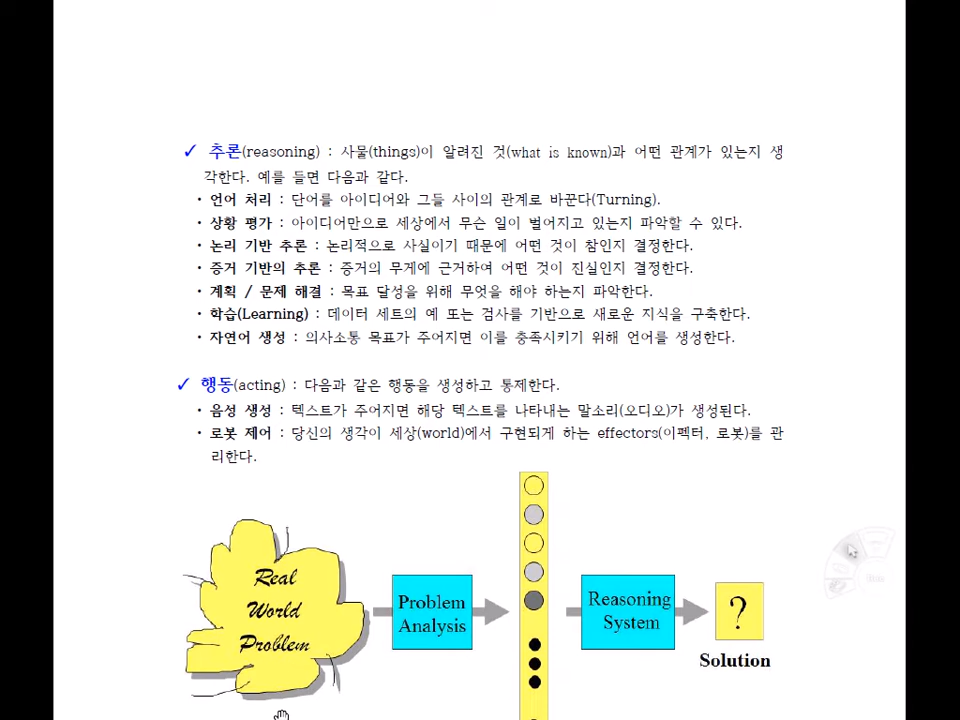 ✓ 추론(reasoning) : 사물(things)이 알려진 것(what is known)과 어떤 관계가 있는지 생
각한다. 예를 들면 다음과 같다.
· 언어 처리 : 단어를 아이디어와 그들 사이의 관계로 바꾼다(Turning).
· 상황 평가 : 아이디어만으로 세상에서 무슨 일이 벌어지고 있는지 파악할 수 있다.
· 논리 기반 추론 : 논리적으로 사실이기 때문에 어떤 것이 참인지 결정한다.
· 증거 기반의 추론 : 증거의 무게에 근거하여 어떤 것이 진실인지 결정한다.
· 계획 / 문제 해결 : 목표 달성을 위해 무엇을 해야 하는지 파악한다.
· 학습(Learning) : 데이터 세트의 예 또는 검사를 기반으로 새로운 지식을 구축한다.
· 자연어 생성 : 의사소통 목표가 주어지면 이를 충족시키기 위해 언어를 생성한다.
✓ 행동(acting) : 다음과 같은 행동을 생성하고 통제한다.
· 음성 생성 : 텍스트가 주어지면 해당 텍스트를 나타내는 말소리(오디오)가 생성된다.
· 로봇 제어 : 당신의 생각이 세상(world)에서 구현되게 하는 effectors(이펙터, 로봇)를 관
리한다.
Real
World
Problem
Problem
Analysis
Reasoning
System
?
Solution